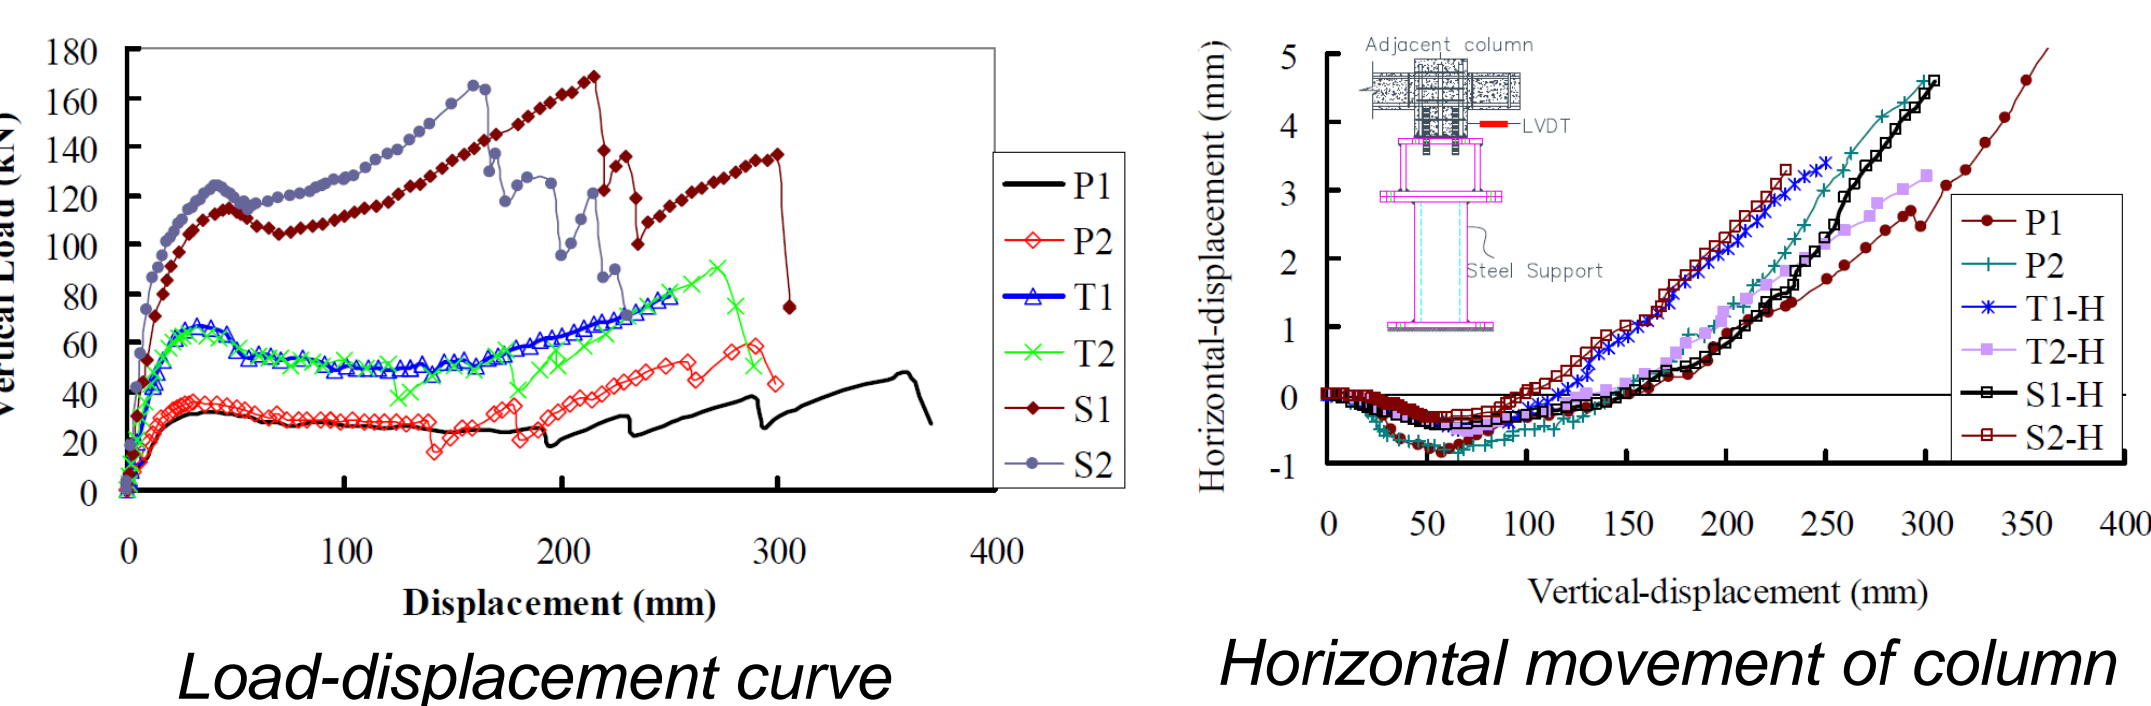 180
160
140
120
100
80
60
40
20
0
Vertical Load (kN)
0
100
200
300
400
Displacement (mm)
P1
P2
T1
T2
S1
S2
Load-displacement curve
5
4
3
2
1
0
-1
Horizontal-displacement (mm)
Adjacent column
LVDT
Steel Support
P1
P2
T1-H
T2-H
S1-H
S2-H
0
50
100
150
200
250
300
350
400
Vertical-displacement (mm)
Horizontal movement of column